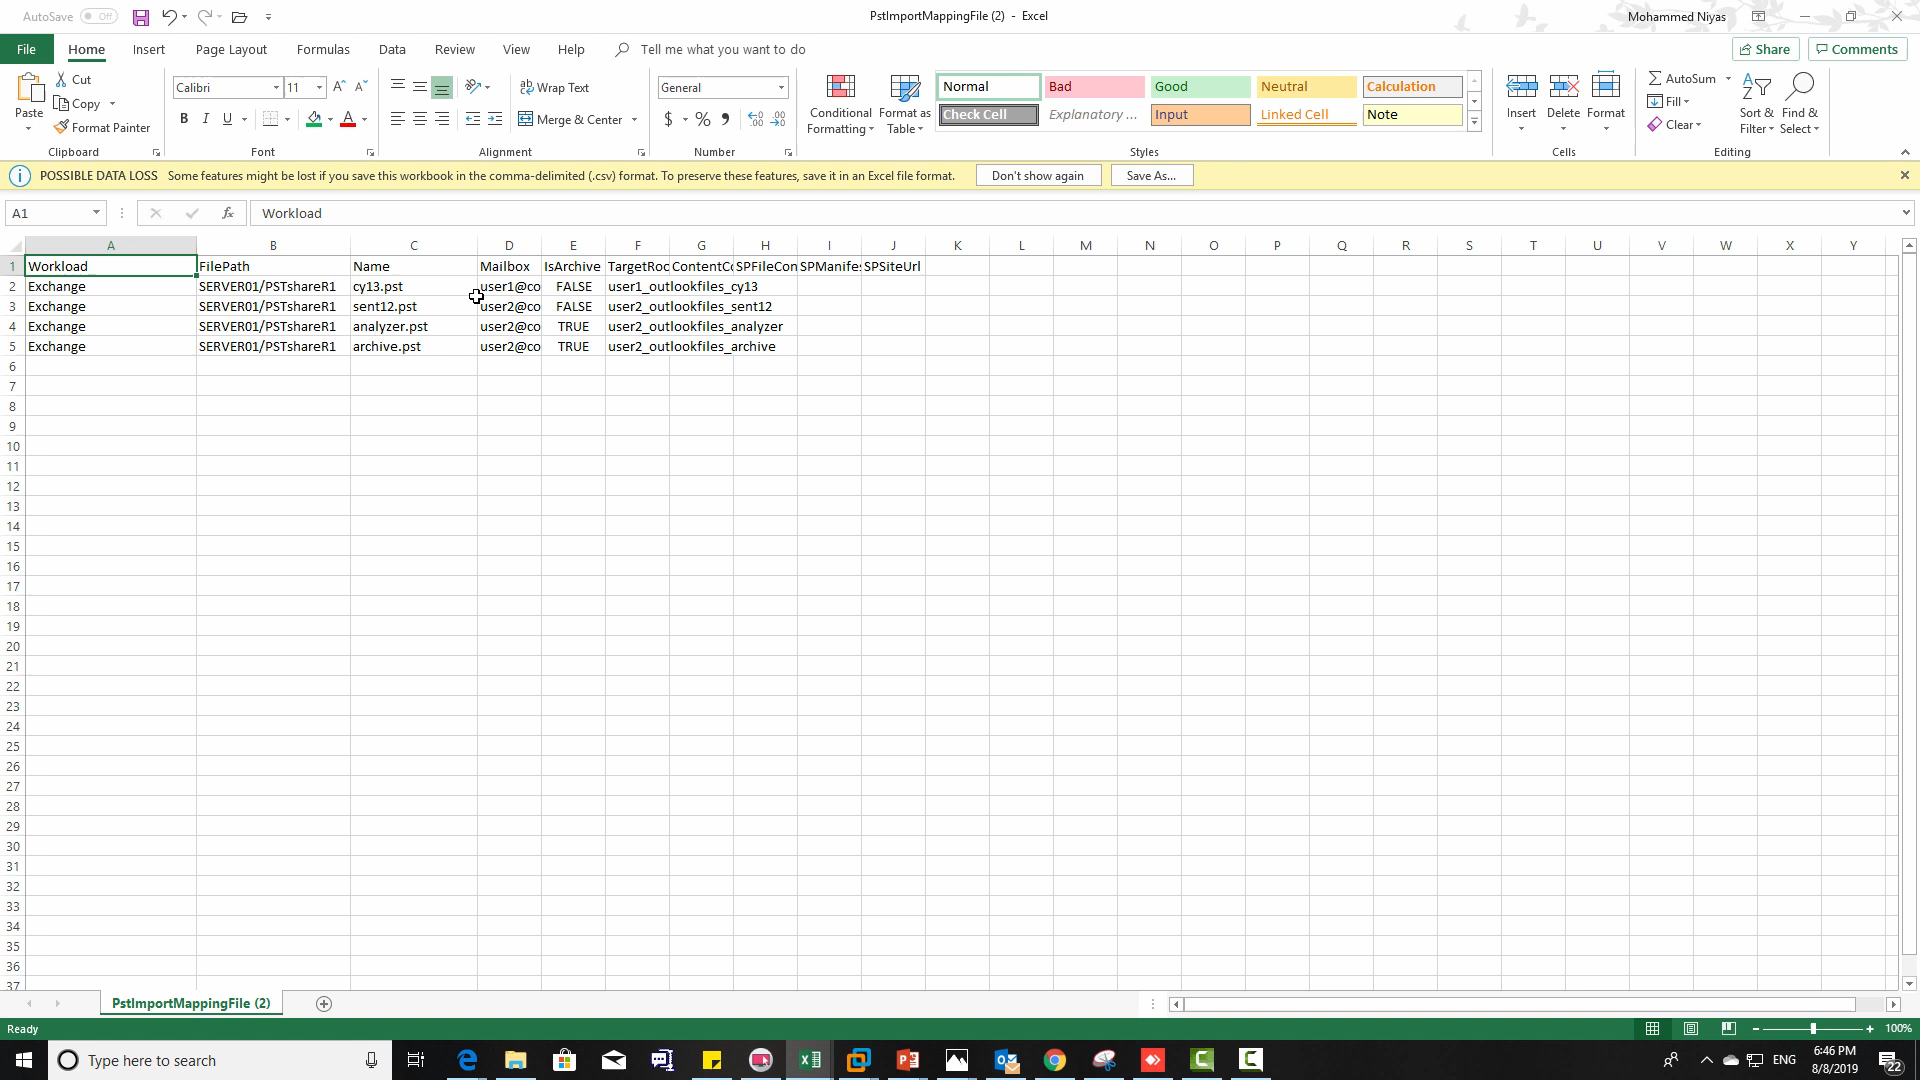 AutoSave Off
PstImportMappingFile (2) - Excel
Mohammed Niyas
File Home Insert Page Layout Formulas Data Review View Help Tell me what you want to do
Share Comments
Paste
Cut
Copy
Format Painter
Clipboard
Calibri 11 A A
B I U A
Font
Wrap Text
Merge & Center
Alignment
General
$ % ,
Number
Conditional Formatting
Format as Table
Normal Bad Good Neutral Calculation
Check Cell Explanatory ... Input Linked Cell Note
Styles
Insert Delete Format
Cells
AutoSum
Fill
Clear
Sort & Filter
Find & Select
Editing
POSSIBLE DATA LOSS Some features might be lost if you save this workbook in the comma-delimited (.csv) format. To preserve these features, save it in an Excel file format. Don't show again Save As...
A1 fx Workload
A B C D E F G H I J K L M N O P Q R S T U V W X Y
1 Workload FilePath Name Mailbox IsArchive TargetRoo ContentCo SPFileCon SPManifes SPSiteUrl
2 Exchange SERVER01/PSTshareR1 cy13.pst user1@co FALSE user1_outlookfiles_cy13
3 Exchange SERVER01/PSTshareR1 sent12.pst user2@co FALSE user2_outlookfiles_sent12
4 Exchange SERVER01/PSTshareR1 analyzer.pst user2@co TRUE user2_outlookfiles_analyzer
5 Exchange SERVER01/PSTshareR1 archive.pst user2@co TRUE user2_outlookfiles_archive
6
7
8
9
10
11
12
13
14
15
16
17
18
19
20
21
22
23
24
25
26
27
28
29
30
31
32
33
34
35
36
37
PstImportMappingFile (2)
Ready
100%
Type here to search
ENG
6:46 PM
8/8/2019
22